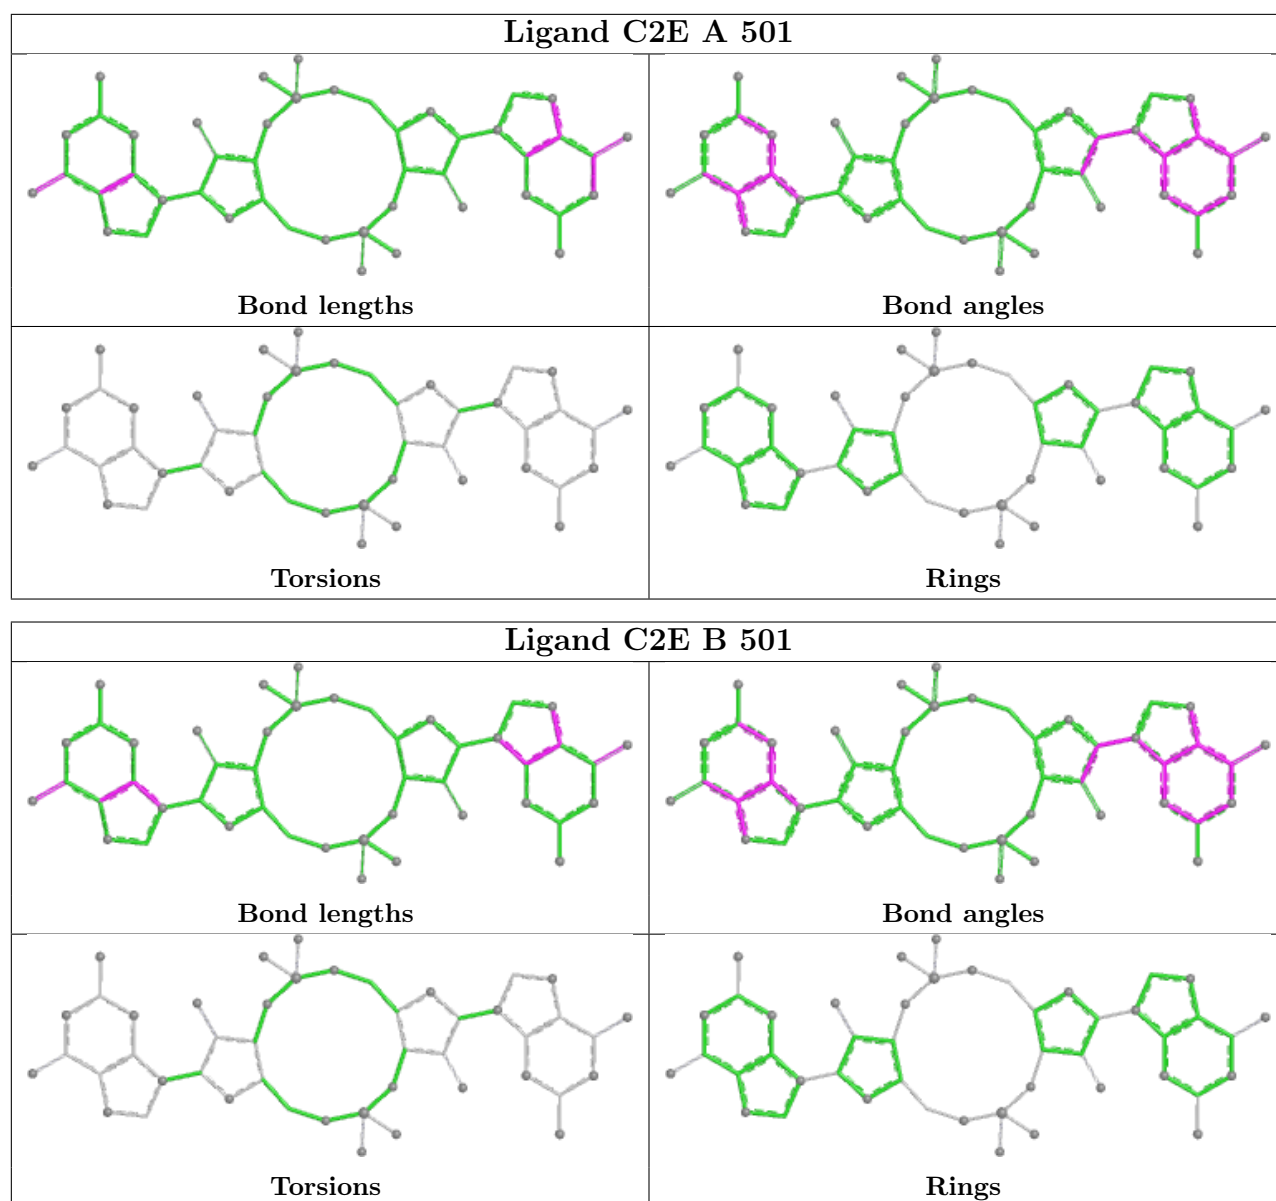 Ligand C2E A 501
Bond lengths
Bond angles
Torsions
Rings
Ligand C2E B 501
Bond lengths
Bond angles
Torsions
Rings